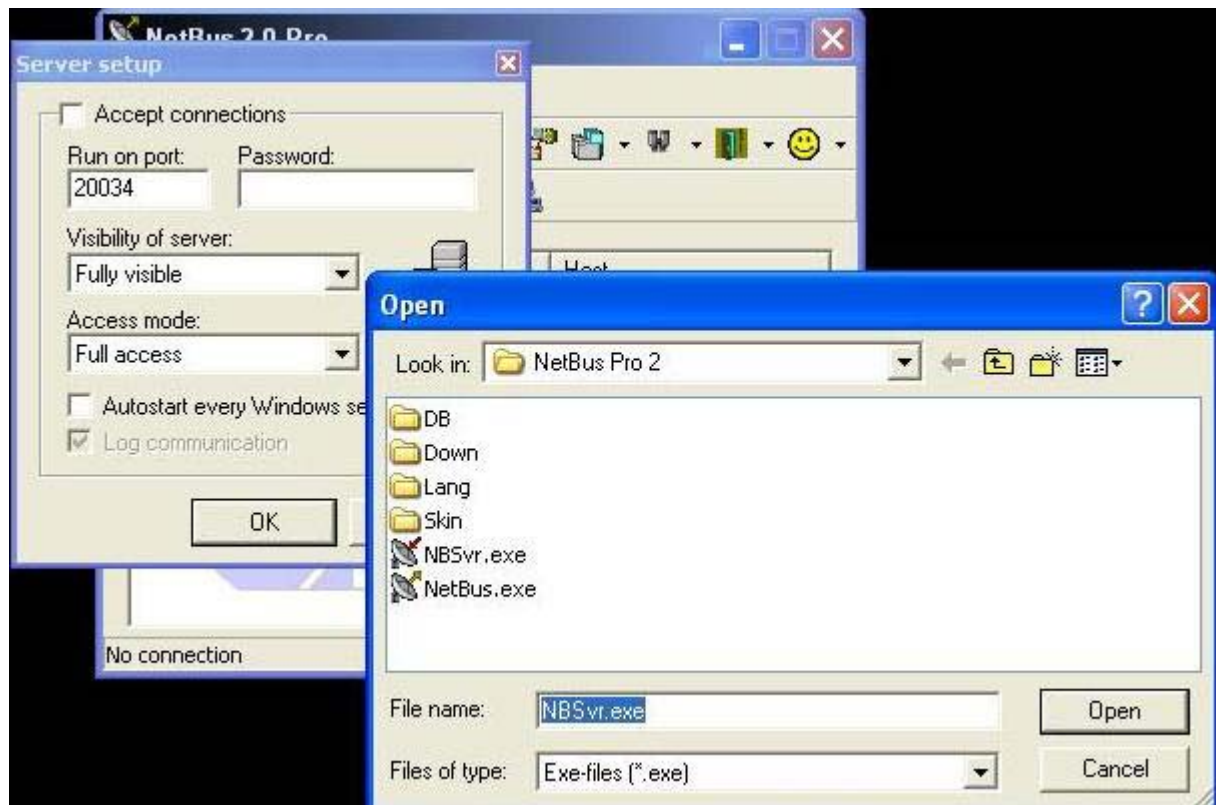 NetBus 2.0 Pro
Server setup
Accept connections
Run on port:
Password:
20034
Visibility of server:
Fully visible
Host
Access mode:
Full access
Autostart every Windows se
Log communication
OK
No connection
Open
Look in:
NetBus Pro 2
DB
Down
Lang
Skin
NBSvr.exe
NetBus.exe
File name:
NBSvr.exe
Open
Files of type:
Exe-files (*.exe)
Cancel